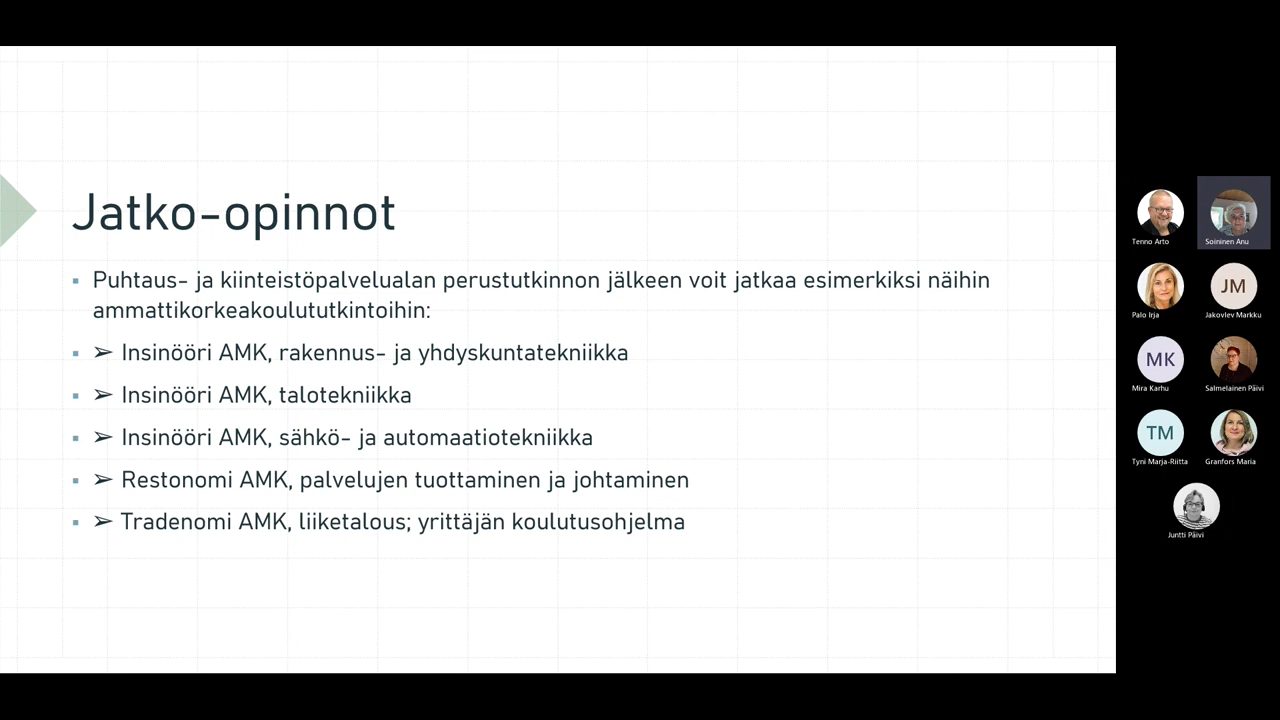 Jatko-opinnot
▪ Puhtaus- ja kiinteistöpalvelualan perustutkinnon jälkeen voit jatkaa esimerkiksi näihin
ammattikorkeakoulututkintoihin:
▪ ➢ Insinööri AMK, rakennus- ja yhdyskuntatekniikka
▪ ➢ Insinööri AMK, talotekniikka
▪ ➢ Insinööri AMK, sähkö- ja automaatiotekniikka
▪ ➢ Restonomi AMK, palvelujen tuottaminen ja johtaminen
▪ ➢ Tradenomi AMK, liiketalous; yrittäjän koulutusohjelma
Tenno Arto
Soininen Anu
Palo Irja
JM
Jakovlev Markku
MK
Mira Karhu
Salmelainen Päivi
TM
Tyni Marja-Riitta
Granfors Maria
Juntti Päivi